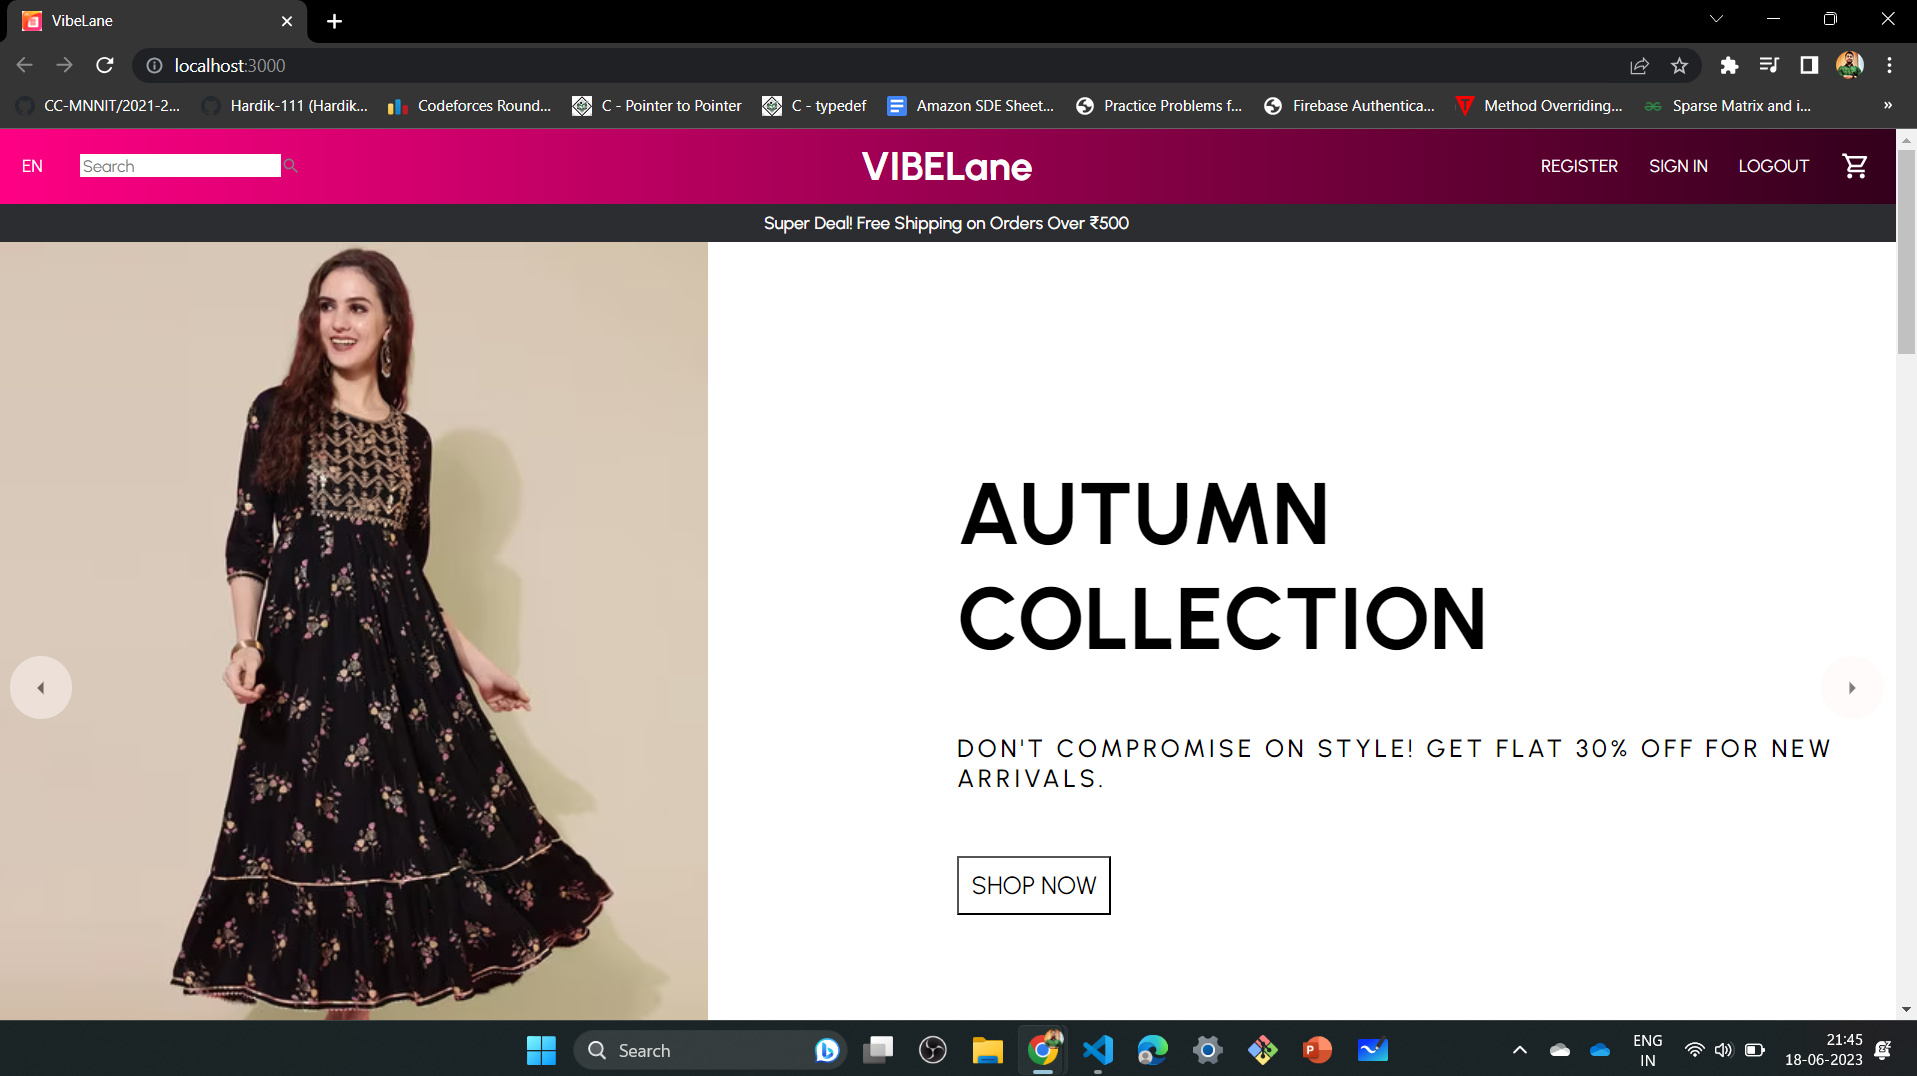 VibeLane
localhost:3000
CC-MNNIT/2021-2...
Hardik-111 (Hardik...
Codeforces Round...
C - Pointer to Pointer
C - typedef
Amazon SDE Sheet...
Practice Problems f...
Firebase Authentica...
Method Overriding...
Sparse Matrix and i...
»
EN
Search
VIBELane
REGISTER
SIGN IN
LOGOUT
Super Deal! Free Shipping on Orders Over ₹500
AUTUMN
COLLECTION
DON'T COMPROMISE ON STYLE! GET FLAT 30% OFF FOR NEW
ARRIVALS.
SHOP NOW
Search
ENG
IN
21:45
18-06-2023